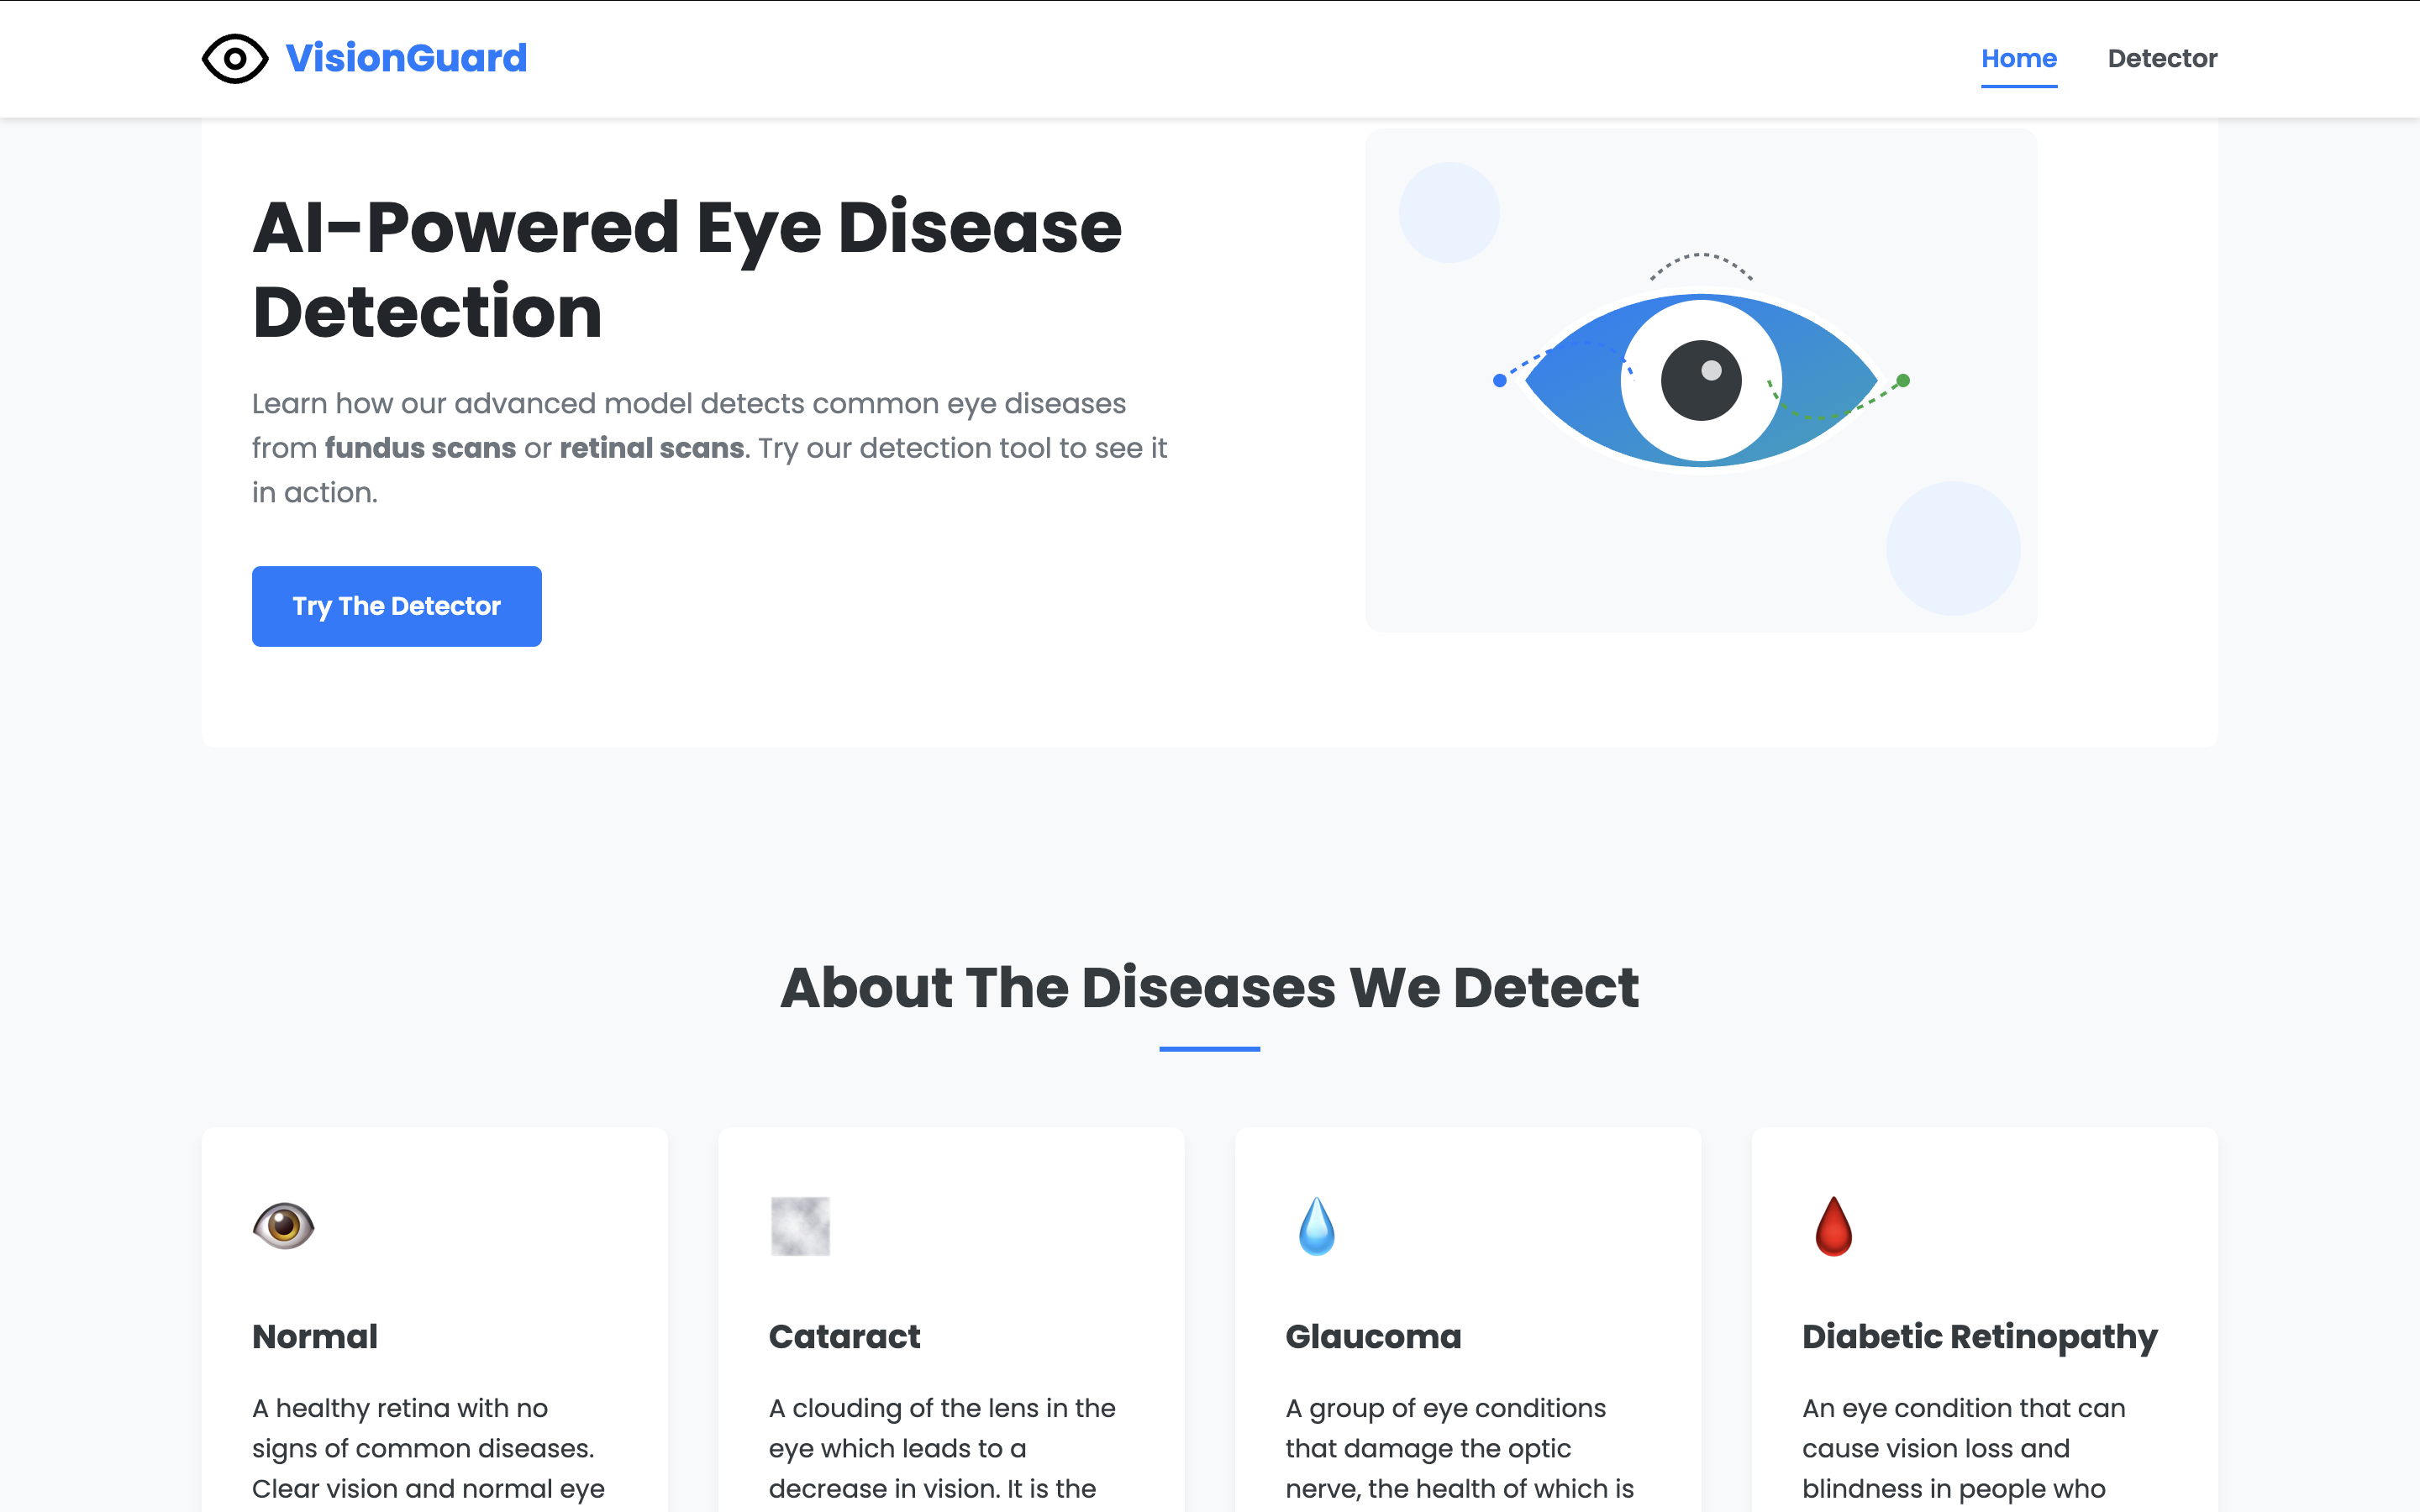 VisionGuard
Home
Detector
AI-Powered Eye Disease
Detection
Learn how our advanced model detects common eye diseases
from fundus scans or retinal scans. Try our detection tool to see it
in action.
Try The Detector
About The Diseases We Detect
Normal
A healthy retina with no
signs of common diseases.
Clear vision and normal eye
Cataract
A clouding of the lens in the
eye which leads to a
decrease in vision. It is the
Glaucoma
A group of eye conditions
that damage the optic
nerve, the health of which is
Diabetic Retinopathy
An eye condition that can
cause vision loss and
blindness in people who